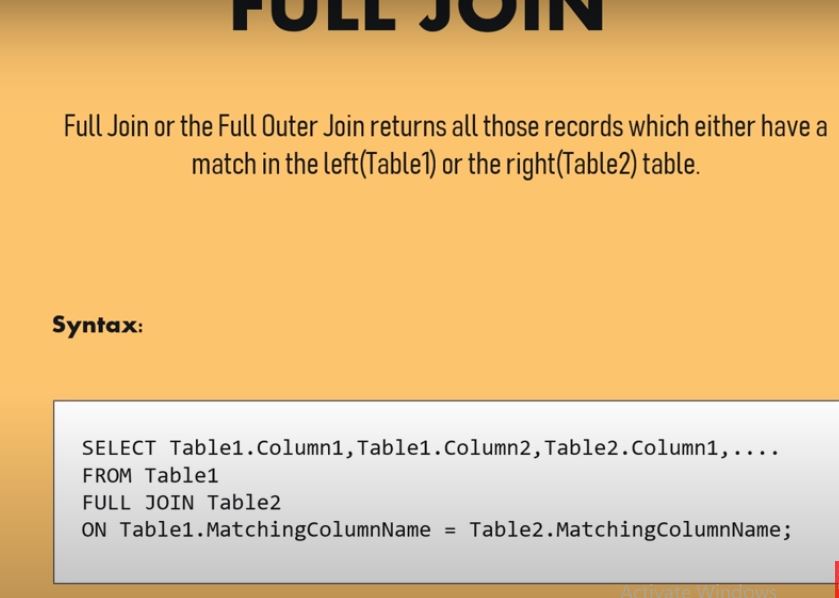 FULL JOIN
Full Join or the Full Outer Join returns all those records which either have a
match in the left(Table1) or the right(Table2) table.
Syntax:
SELECT Table1.Column1,Table1.Column2,Table2.Column1,....
FROM Table1
FULL JOIN Table2
ON Table1.MatchingColumnName = Table2.MatchingColumnName;
Activate Windows